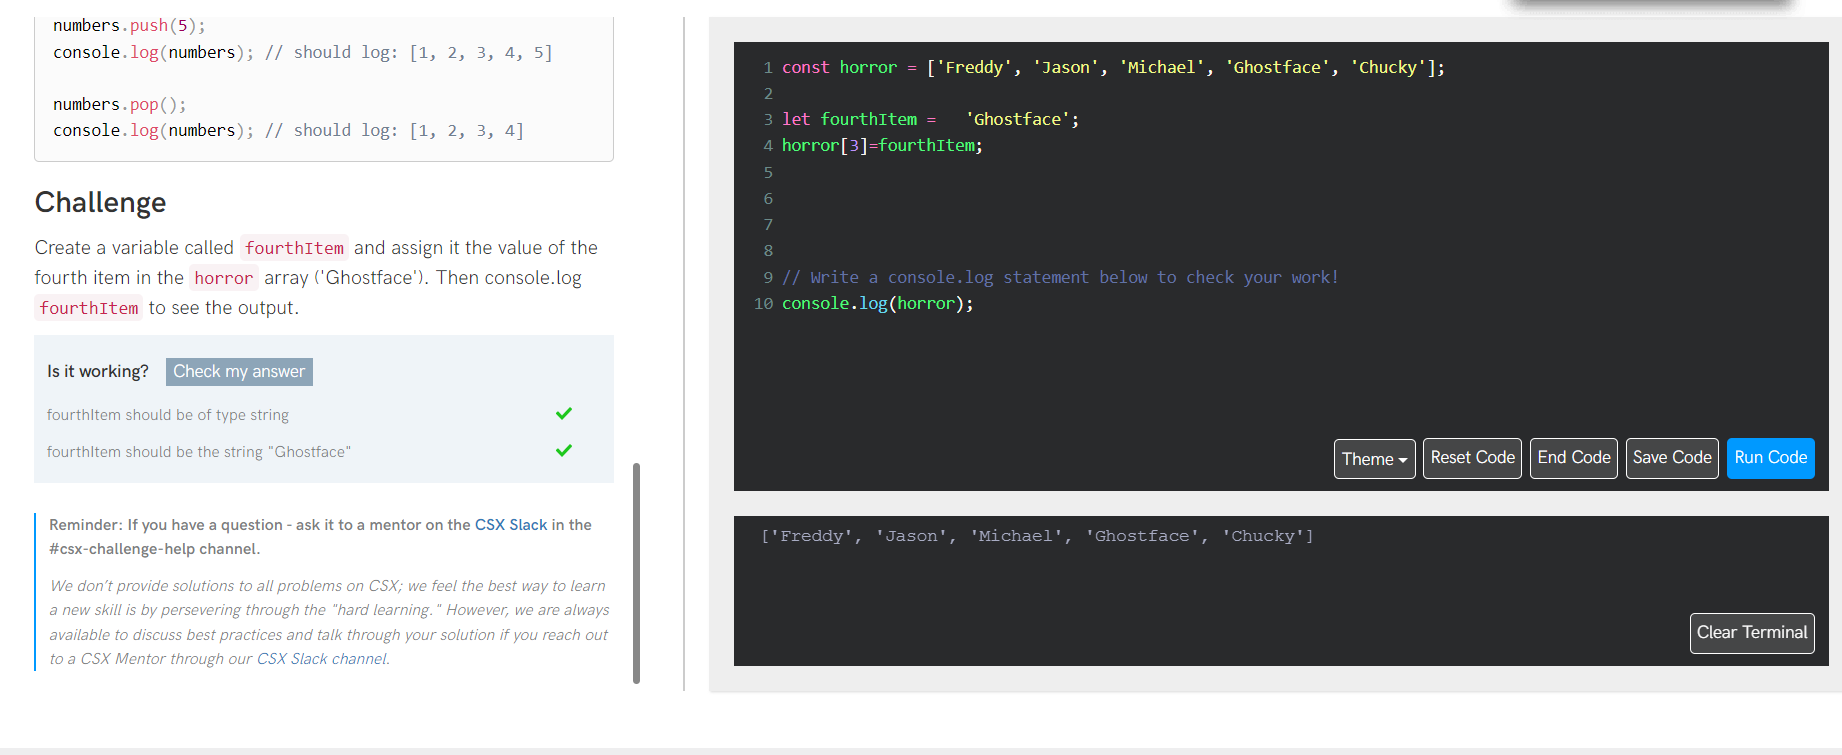 numbers.push(5);
console.log(numbers); // should log: [1, 2, 3, 4, 5]
numbers.pop();
console.log(numbers); // should log: [1, 2, 3, 4]
Challenge
Create a variable called fourthItem and assign it the value of the
fourth item in the horror array ('Ghostface'). Then console.log
fourthItem to see the output.
Is it working? Check my answer
fourthItem should be of type string
fourthItem should be the string "Ghostface"
Reminder: If you have a question - ask it to a mentor on the CSX Slack in the
#csx-challenge-help channel.
We don't provide solutions to all problems on CSX; we feel the best way to learn
a new skill is by persevering through the "hard learning." However, we are always
available to discuss best practices and talk through your solution if you reach out
to a CSX Mentor through our CSX Slack channel.
1 const horror = ['Freddy', 'Jason', 'Michael', 'Ghostface', 'Chucky'];
2
3 let fourthItem =   'Ghostface';
4 horror[3]=fourthItem;
5
6
7
8
9 // Write a console.log statement below to check your work!
10 console.log(horror);
Theme Reset Code End Code Save Code Run Code
['Freddy', 'Jason', 'Michael', 'Ghostface', 'Chucky']
Clear Terminal